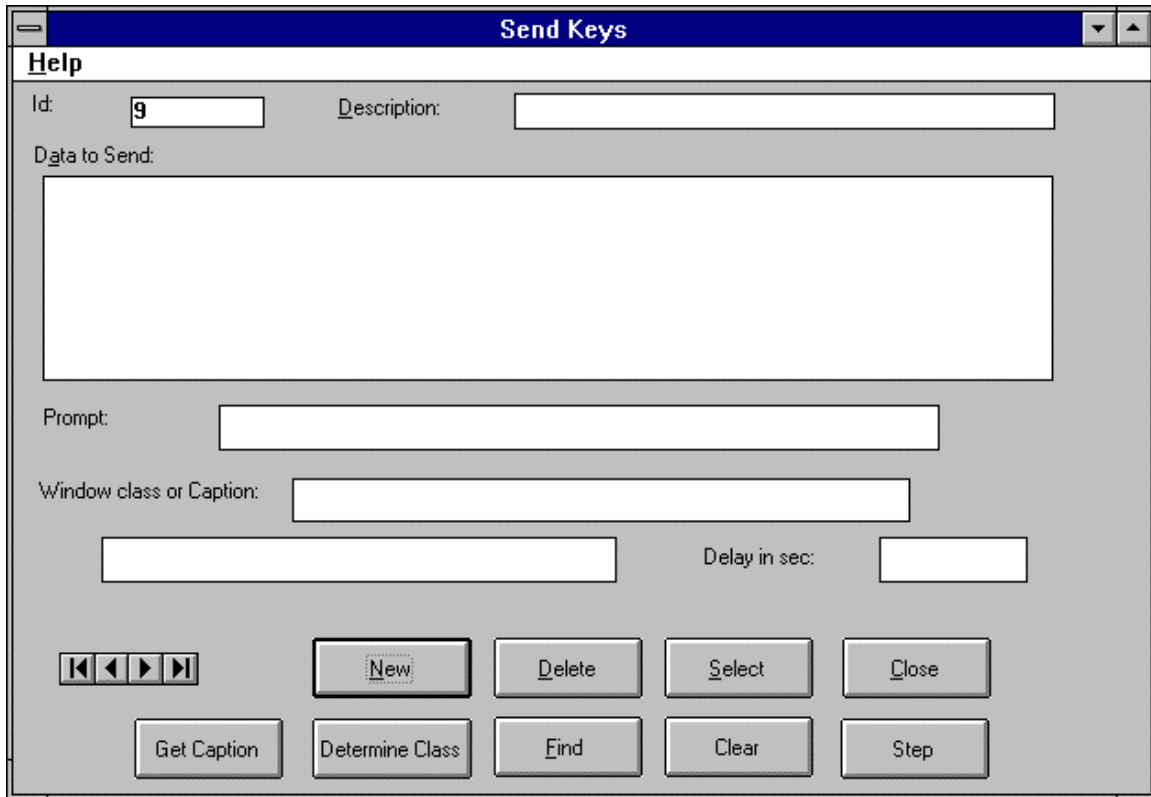 Send Keys
Help
Id: 9 Description:
Data to Send:
Prompt:
Window class or Caption:
Delay in sec:
New Delete Select Close
Get Caption Determine Class Find Clear Step